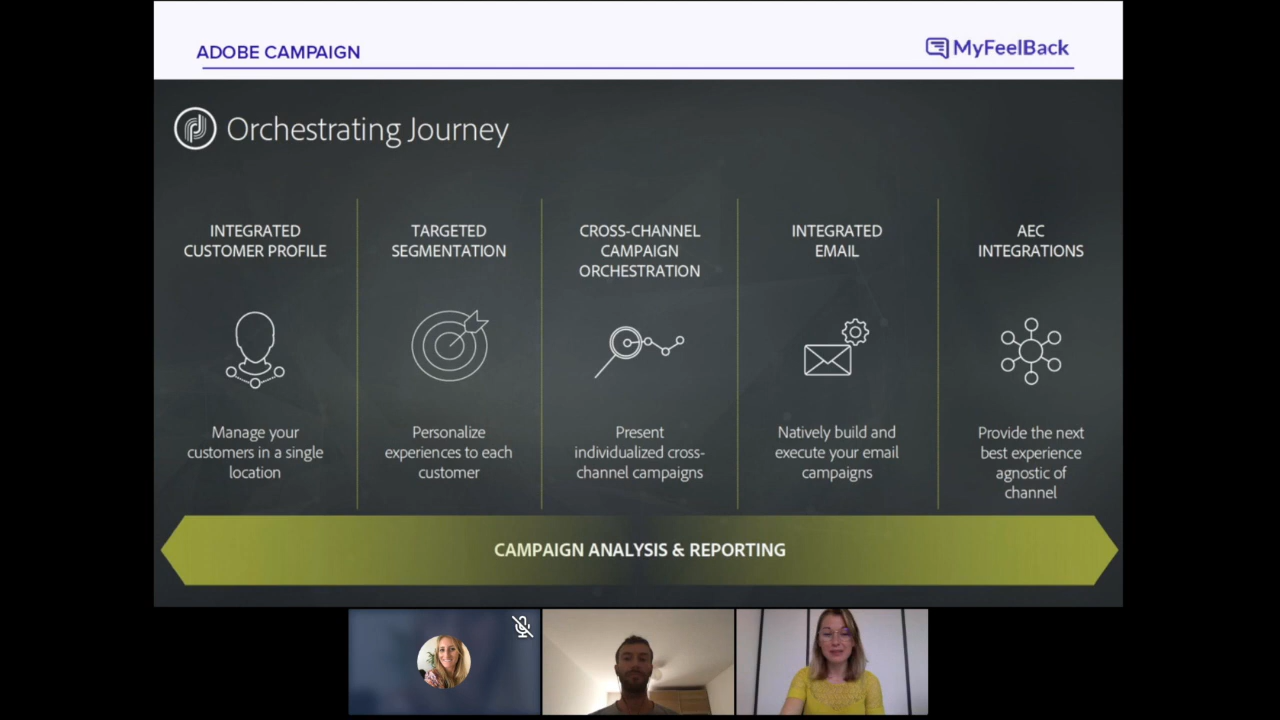 ADOBE CAMPAIGN
MyFeelBack
Orchestrating Journey
INTEGRATED
CUSTOMER PROFILE
Manage your
customers in a single
location
TARGETED
SEGMENTATION
Personalize
experiences to each
customer
CROSS-CHANNEL
CAMPAIGN
ORCHESTRATION
Present
individualized cross-
channel campaigns
INTEGRATED
EMAIL
Natively build and
execute your email
campaigns
AEC
INTEGRATIONS
Provide the next
best experience
agnostic of
channel
CAMPAIGN ANALYSIS & REPORTING